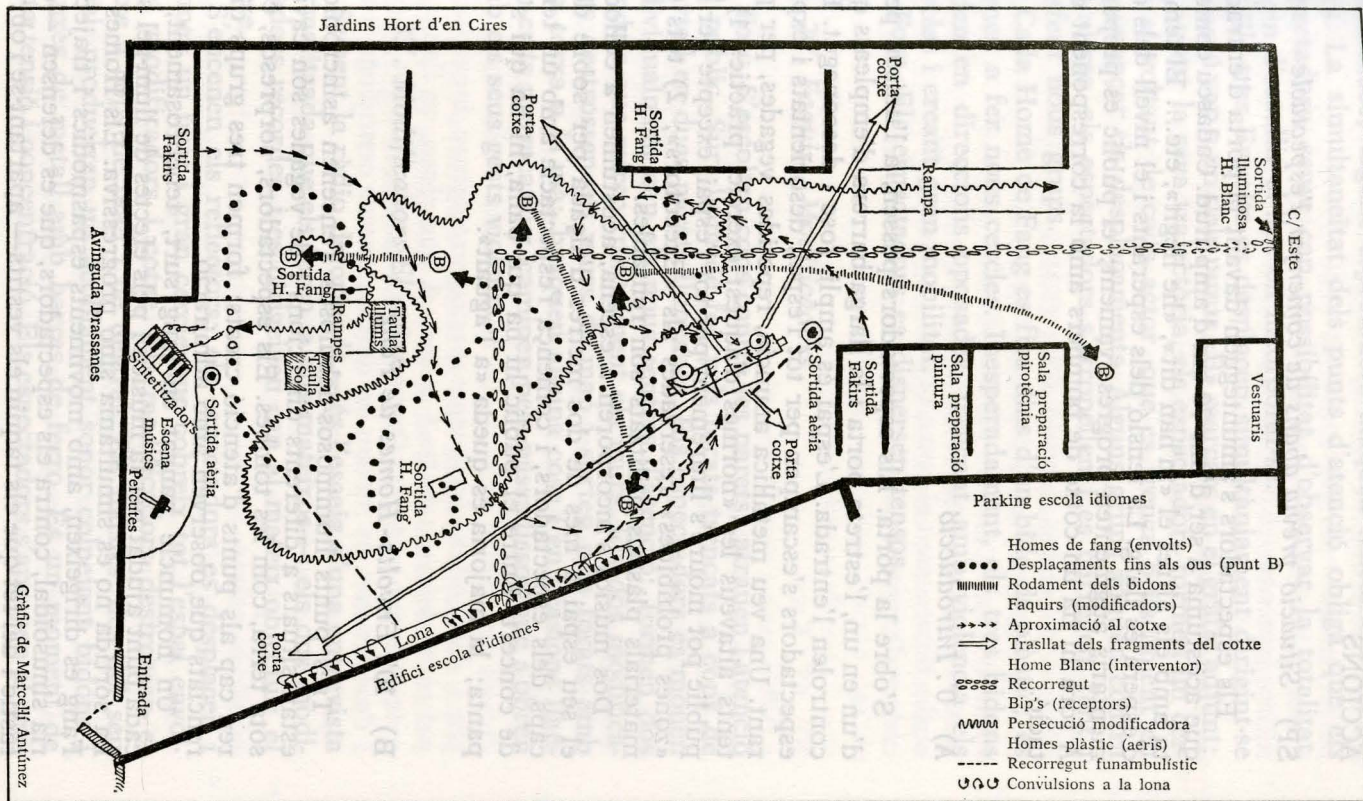 Jardins Hort d'en Cires
Sortida
Fakirs
Porta
cotxe
Sortida
H. Fang
Porta
cotxe
Rampa
Sortida
lluminosa
H. Blanc
C/ Este
Avinguda Drassanes
B
B
B
B
B
B
Sortida
H. Fang
Rampes
Taula
llums
Taula
So
Sintetitzadors
Sortida aèria
Escena
músics
Percutes
Sortida
H. Fang
Sortida aèria
Porta
cotxe
Sortida
Fakirs
Sala preparació
pintura
Sala preparació
pirotècnia
Vestuaris
Lona
Porta
cotxe
Edifici escola d'idiomes
Entrada
Parking escola idiomes
Homes de fang (envolts)
Desplaçaments fins als ous (punt B)
Rodament dels bidons
Faquirs (modificadors)
Aproximació al cotxe
Trasllat dels fragments del cotxe
Home Blanc (interventor)
Recorregut
Bip's (receptors)
Persecució modificadora
Homes plàstic (aeris)
Recorregut funambulístic
Convulsions a la lona
Gràfic de Marcel·lí Antúnez